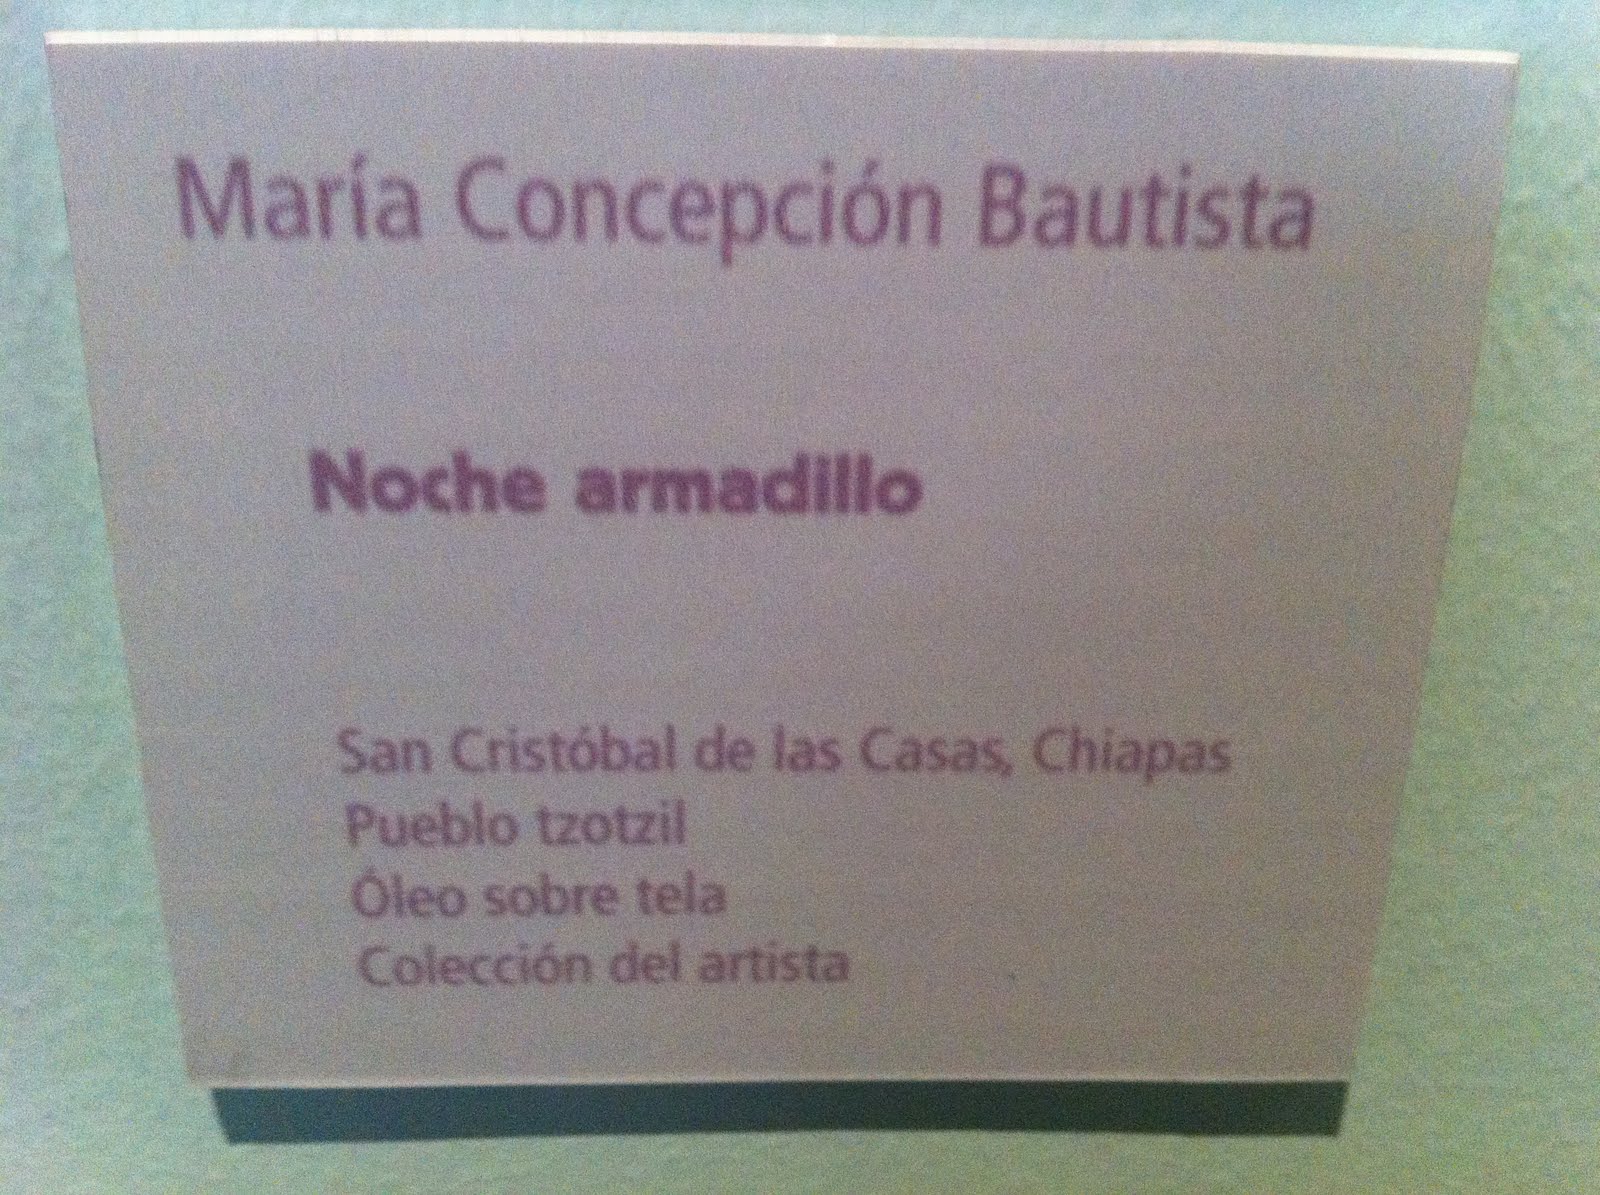 María Concepción Bautista
Noche armadillo
San Cristóbal de las Casas, Chiapas
Pueblo tzotzil
Óleo sobre tela
Colección del artista